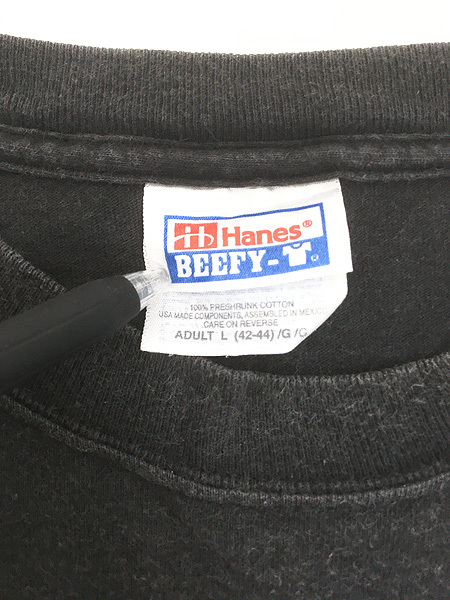 Hanes®
BEEFY-T®
100% PRESHRUNK COTTON
USA MADE COMPONENTS, ASSEMBLED IN MEXICO
CARE ON REVERSE
ADULT L (42-44) /G /G